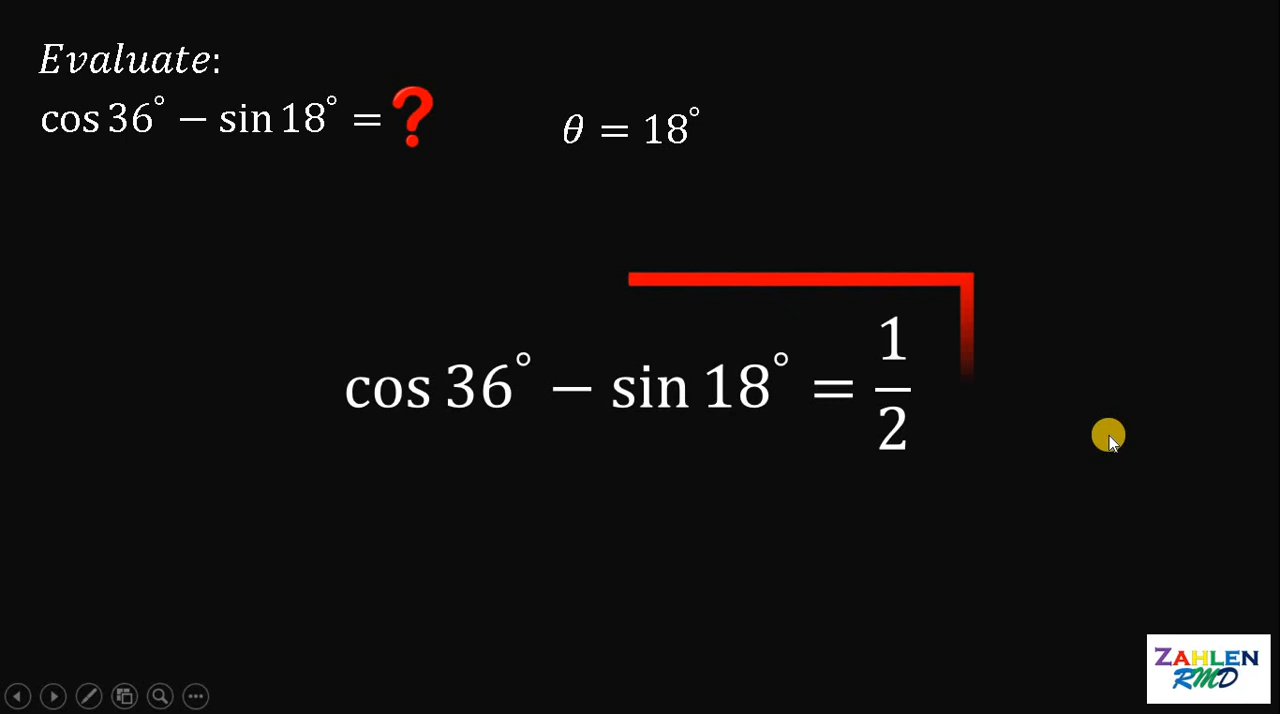 Evaluate:
cos 36° − sin 18° = ?
θ = 18°
cos 36° − sin 18° = 1/2
ZAHLEN
RMD